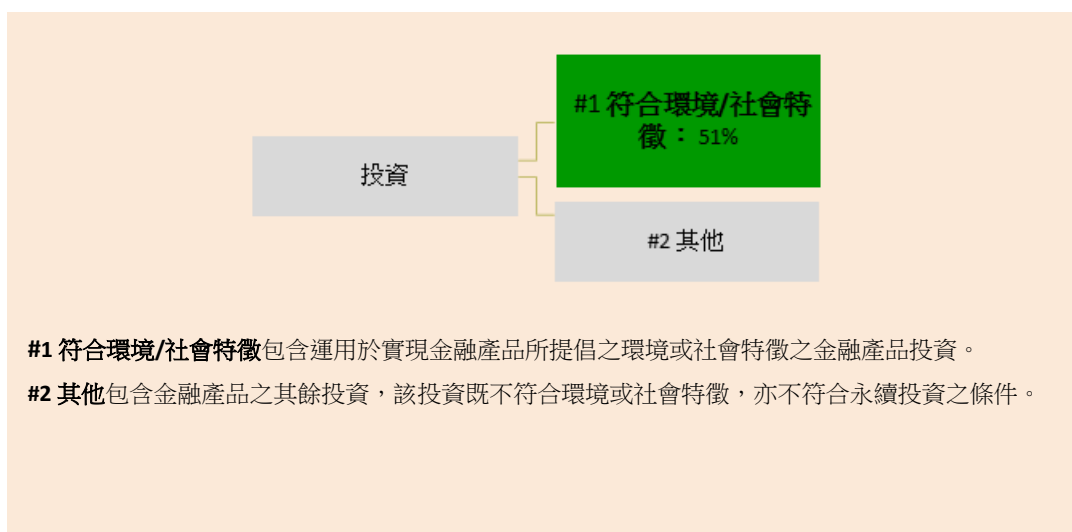 #1 符合環境/社會特
徵：51%
投資
#2 其他
#1 符合環境/社會特徵包含運用於實現金融產品所提倡之環境或社會特徵之金融產品投資。
#2 其他包含金融產品之其餘投資，該投資既不符合環境或社會特徵，亦不符合永續投資之條件。